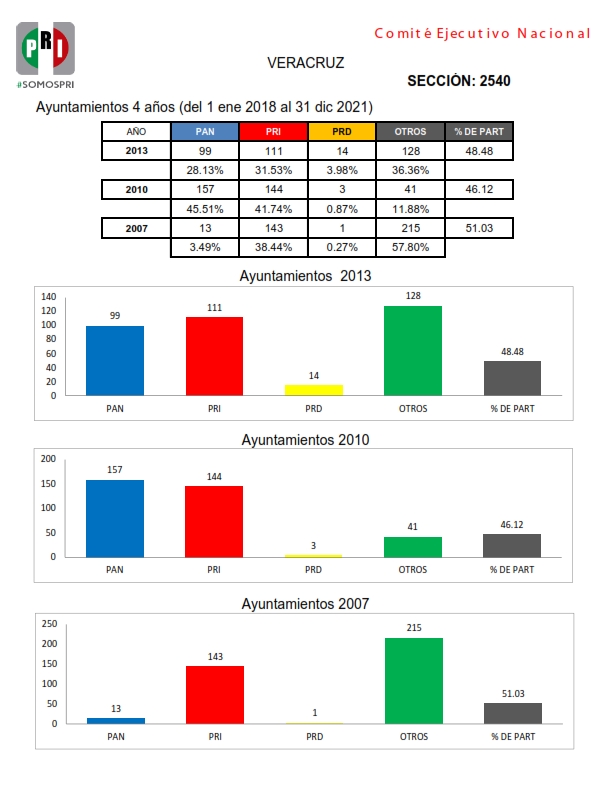 PRI
#SOMOSPRI
Comité Ejecutivo Nacional
VERACRUZ
SECCIÓN: 2540
Ayuntamientos 4 años (del 1 ene 2018 al 31 dic 2021)
AÑO PAN PRI PRD OTROS % DE PART
2013 99 111 14 128 48.48
28.13% 31.53% 3.98% 36.36%
2010 157 144 3 41 46.12
45.51% 41.74% 0.87% 11.88%
2007 13 143 1 215 51.03
3.49% 38.44% 0.27% 57.80%
Ayuntamientos 2013
140
120
100
80
60
40
20
0
99 111 14 128 48.48
PAN PRI PRD OTROS % DE PART
Ayuntamientos 2010
200
150
100
50
0
157 144 3 41 46.12
PAN PRI PRD OTROS % DE PART
Ayuntamientos 2007
250
200
150
100
50
0
13 143 1 215 51.03
PAN PRI PRD OTROS % DE PART